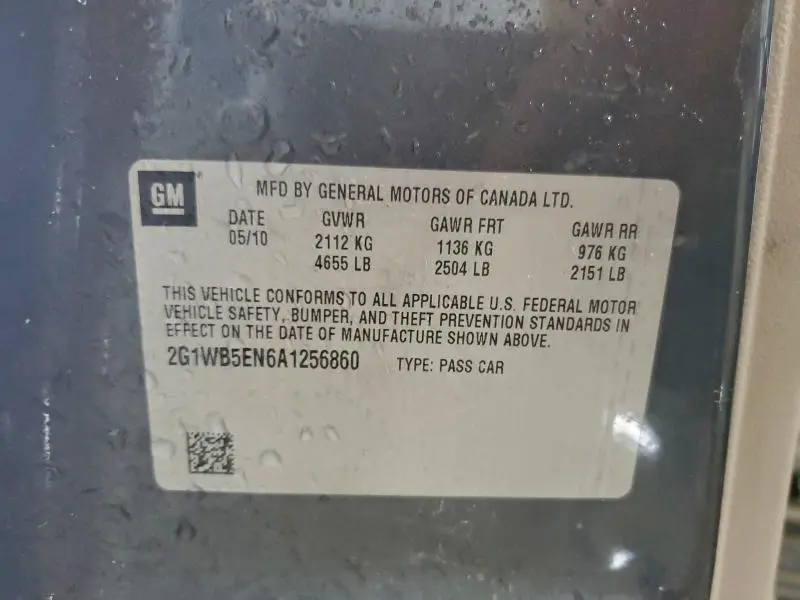 GM
MFD BY GENERAL MOTORS OF CANADA LTD.
DATE GVWR GAWR FRT GAWR RR
05/10 2112 KG 1136 KG 976 KG
4655 LB 2504 LB 2151 LB
THIS VEHICLE CONFORMS TO ALL APPLICABLE U.S. FEDERAL MOTOR
VEHICLE SAFETY, BUMPER, AND THEFT PREVENTION STANDARDS IN
EFFECT ON THE DATE OF MANUFACTURE SHOWN ABOVE.
2G1WB5EN6A1256860 TYPE: PASS CAR